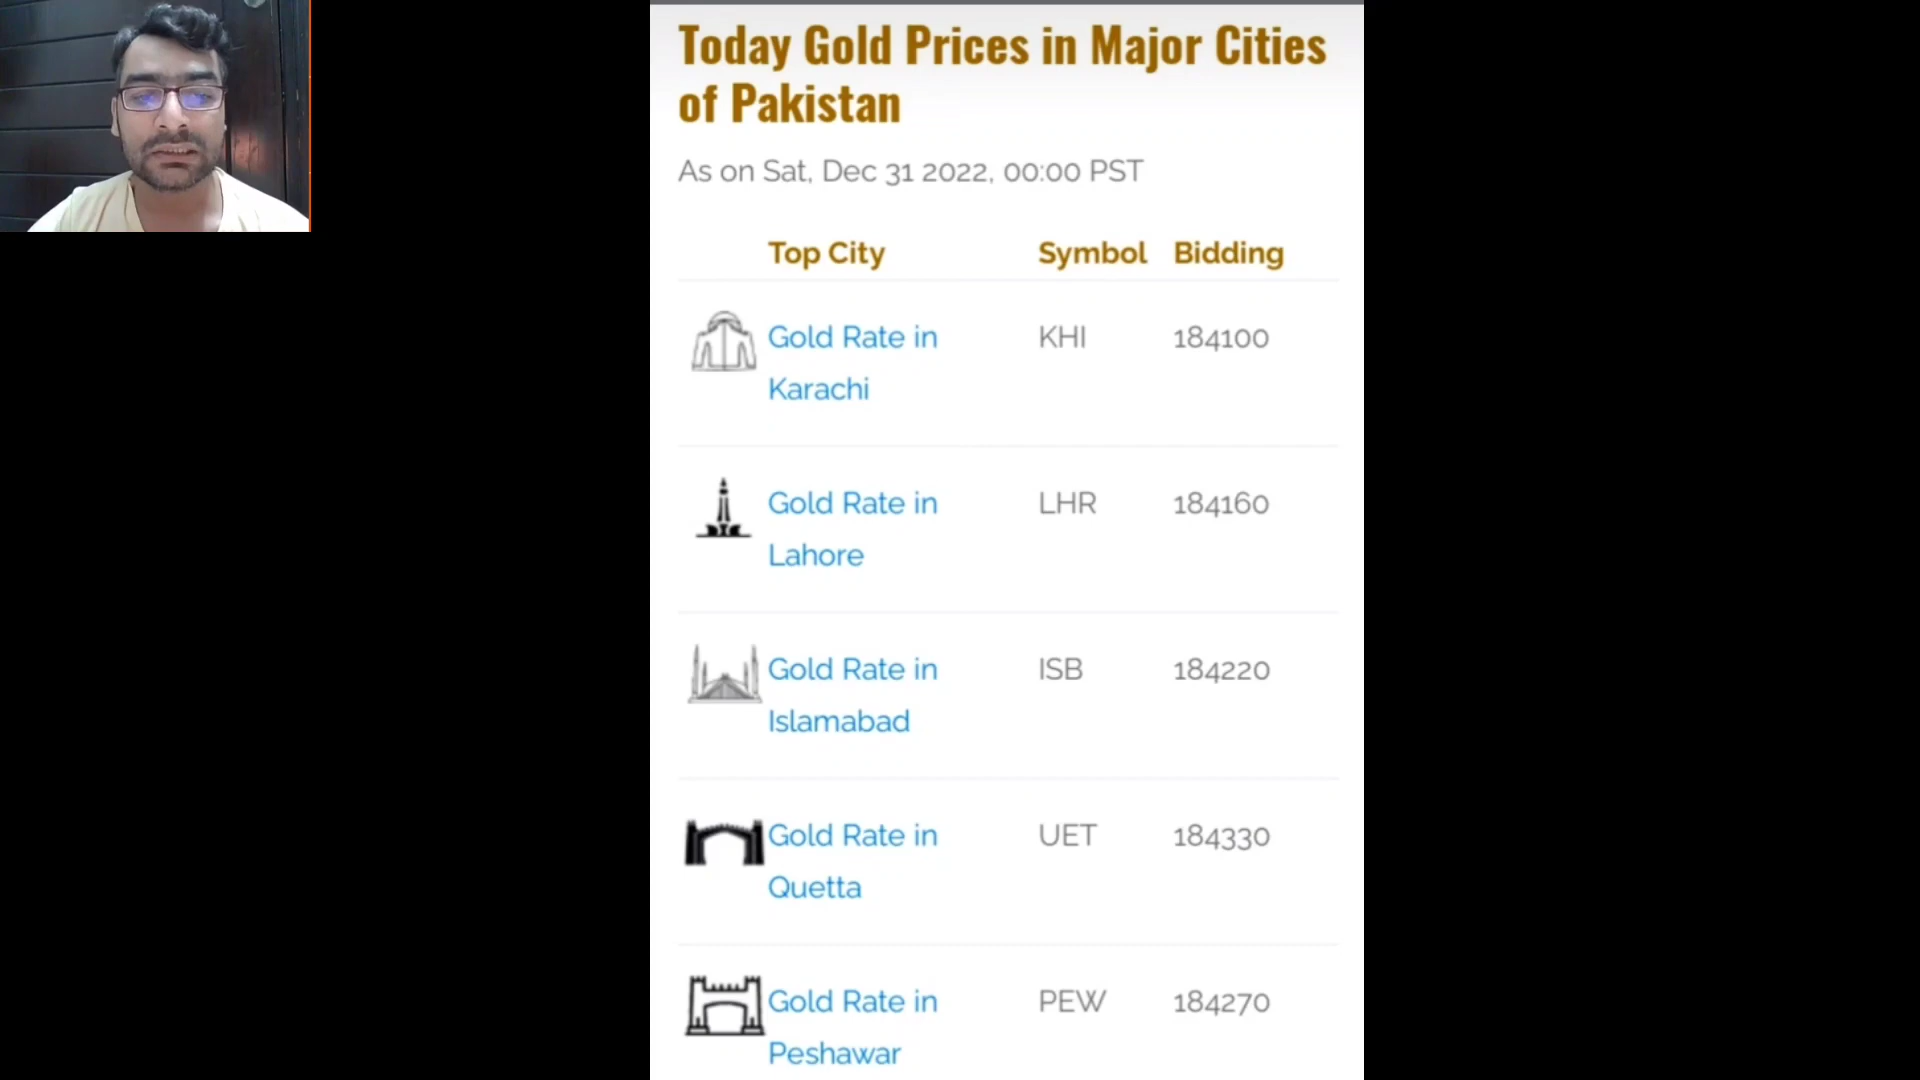 Today Gold Prices in Major Cities
of Pakistan
As on Sat, Dec 31 2022, 00:00 PST
Top City Symbol Bidding
Gold Rate in KHI 184100
Karachi
Gold Rate in LHR 184160
Lahore
Gold Rate in ISB 184220
Islamabad
Gold Rate in UET 184330
Quetta
Gold Rate in PEW 184270
Peshawar